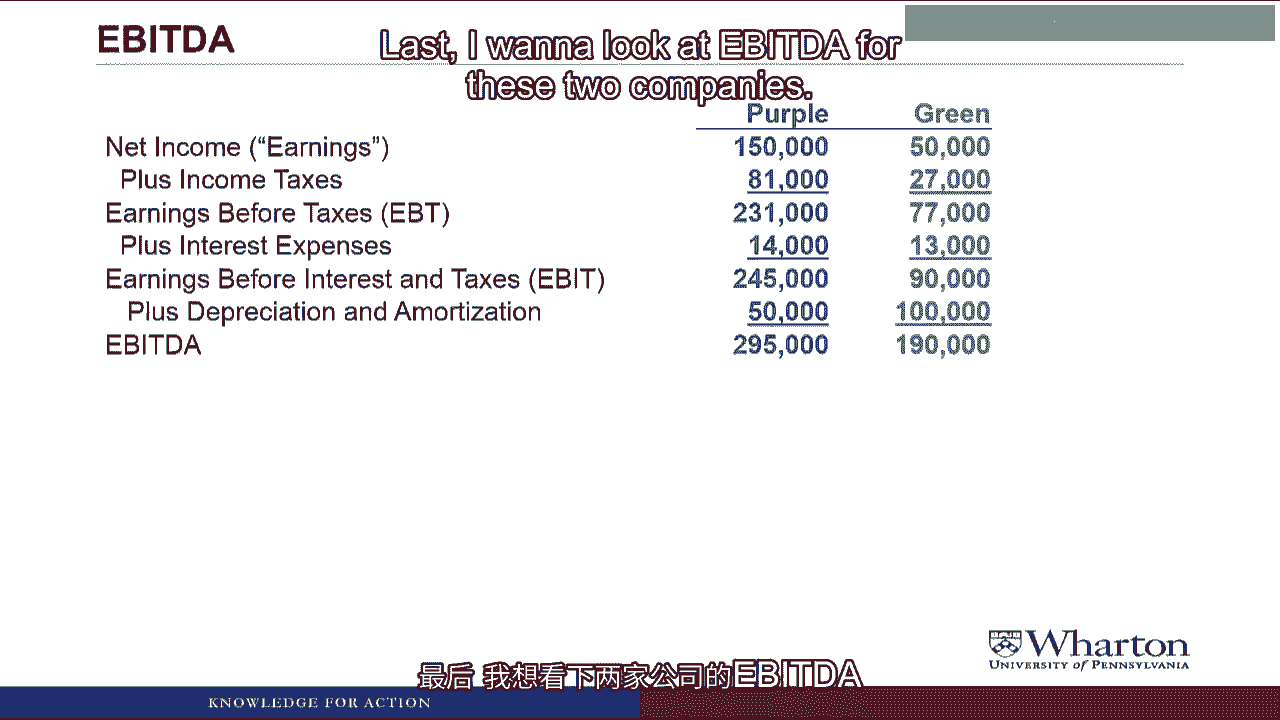 EBITDA
Last, I wanna look at EBITDA for
these two companies.
Purple Green
Net Income (“Earnings”) 150,000 50,000
Plus Income Taxes 81,000 27,000
Earnings Before Taxes (EBT) 231,000 77,000
Plus Interest Expenses 14,000 13,000
Earnings Before Interest and Taxes (EBIT) 245,000 90,000
Plus Depreciation and Amortization 50,000 100,000
EBITDA 295,000 190,000
Wharton
UNIVERSITY of PENNSYLVANIA
最后 我想看下两家公司的EBITDA
KNOWLEDGE FOR ACTION